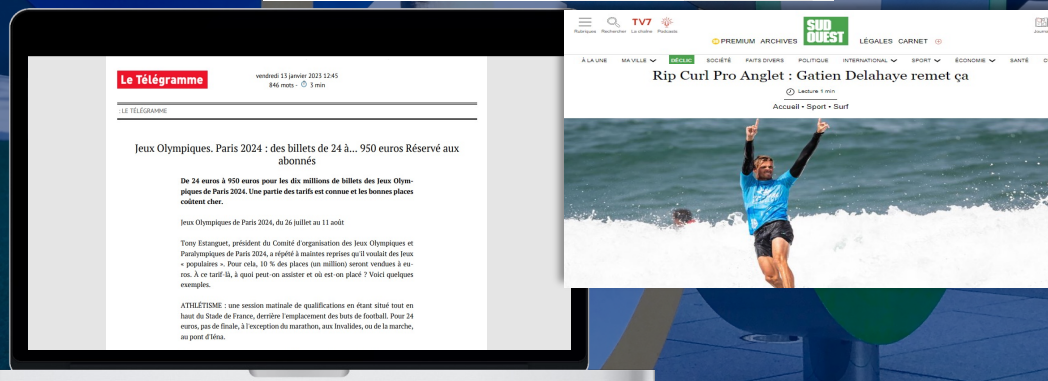 Le Télégramme
vendredi 13 janvier 2023 12:45
846 mots - 3 min
: LE TÉLÉGRAMME
Jeux Olympiques. Paris 2024 : des billets de 24 à... 950 euros Réservé aux
abonnés
De 24 euros à 950 euros pour les dix millions de billets des Jeux Olym-
piques de Paris 2024. Une partie des tarifs est connue et les bonnes places
coûtent cher.
Jeux Olympiques de Paris 2024, du 26 juillet au 11 août
Tony Estanguet, président du Comité d'organisation des Jeux Olympiques et
Paralympiques de Paris 2024, a répété à maintes reprises qu'il voulait des Jeux
« populaires ». Pour cela, 10 % des places (un million) seront vendues à eu-
ros. À ce tarif-là, à quoi peut-on assister et où est-on placé ? Voici quelques
exemples.
ATHLÉTISME : une session matinale de qualifications en étant situé tout en
haut du Stade de France, derrière l'emplacement des buts de football. Pour 24
euros, pas de finale, à l'exception du marathon, aux Invalides, ou de la marche,
au pont d'Iéna.
Rubriques Rechercher La chaîne Podcasts
TV7
SUD
OUEST
PREMIUM ARCHIVES LÉGALES CARNET
À LA UNE MA VILLE DÉCLIC SOCIÉTÉ FAITS DIVERS POLITIQUE INTERNATIONAL SPORT ÉCONOMIE SANTÉ
Rip Curl Pro Anglet : Gatien Delahaye remet ça
Lecture 1 min
Accueil • Sport • Surf